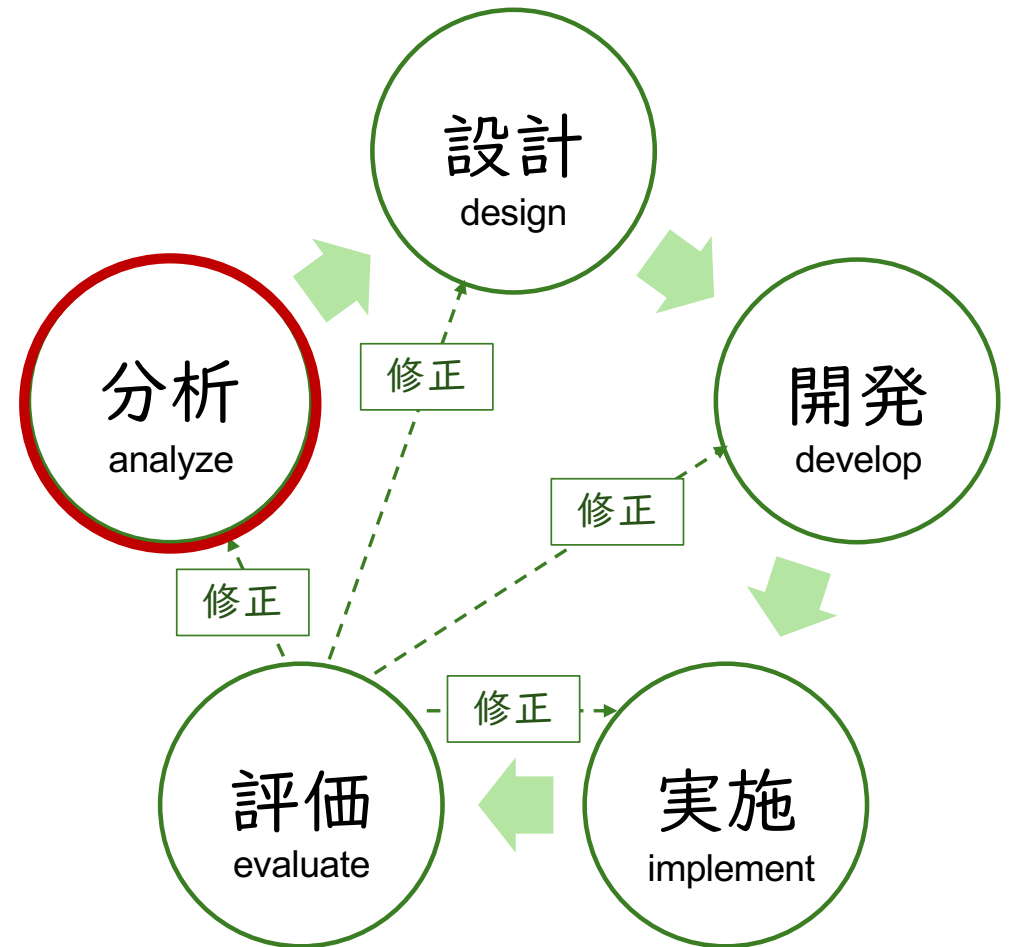 設計
design
分析
analyze
修正
開発
develop
修正
修正
修正
評価
evaluate
実施
implement